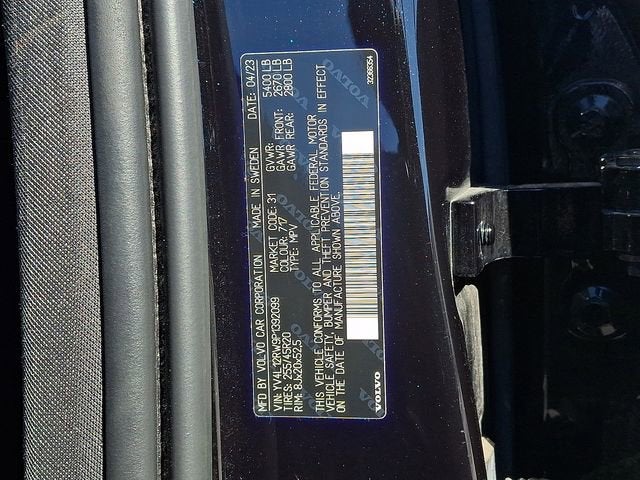 MFD BY VOLVO CAR CORPORATION MADE IN SWEDEN DATE: 04/23
VIN: YV4L12RW9P1392099 MARKET CODE: 31 GVWR: 5400 LB
TIRES: 255/45R20 COLOUR: 717 GAWR FRONT: 2670 LB
RIM: 8Jx20x52.5 TYPE: MPV GAWR REAR: 2800 LB
THIS VEHICLE CONFORMS TO ALL APPLICABLE FEDERAL MOTOR
VEHICLE SAFETY, BUMPER AND THEFT PREVENTION STANDARDS IN EFFECT
ON THE DATE OF MANUFACTURE SHOWN ABOVE.
VOLVO 32366354